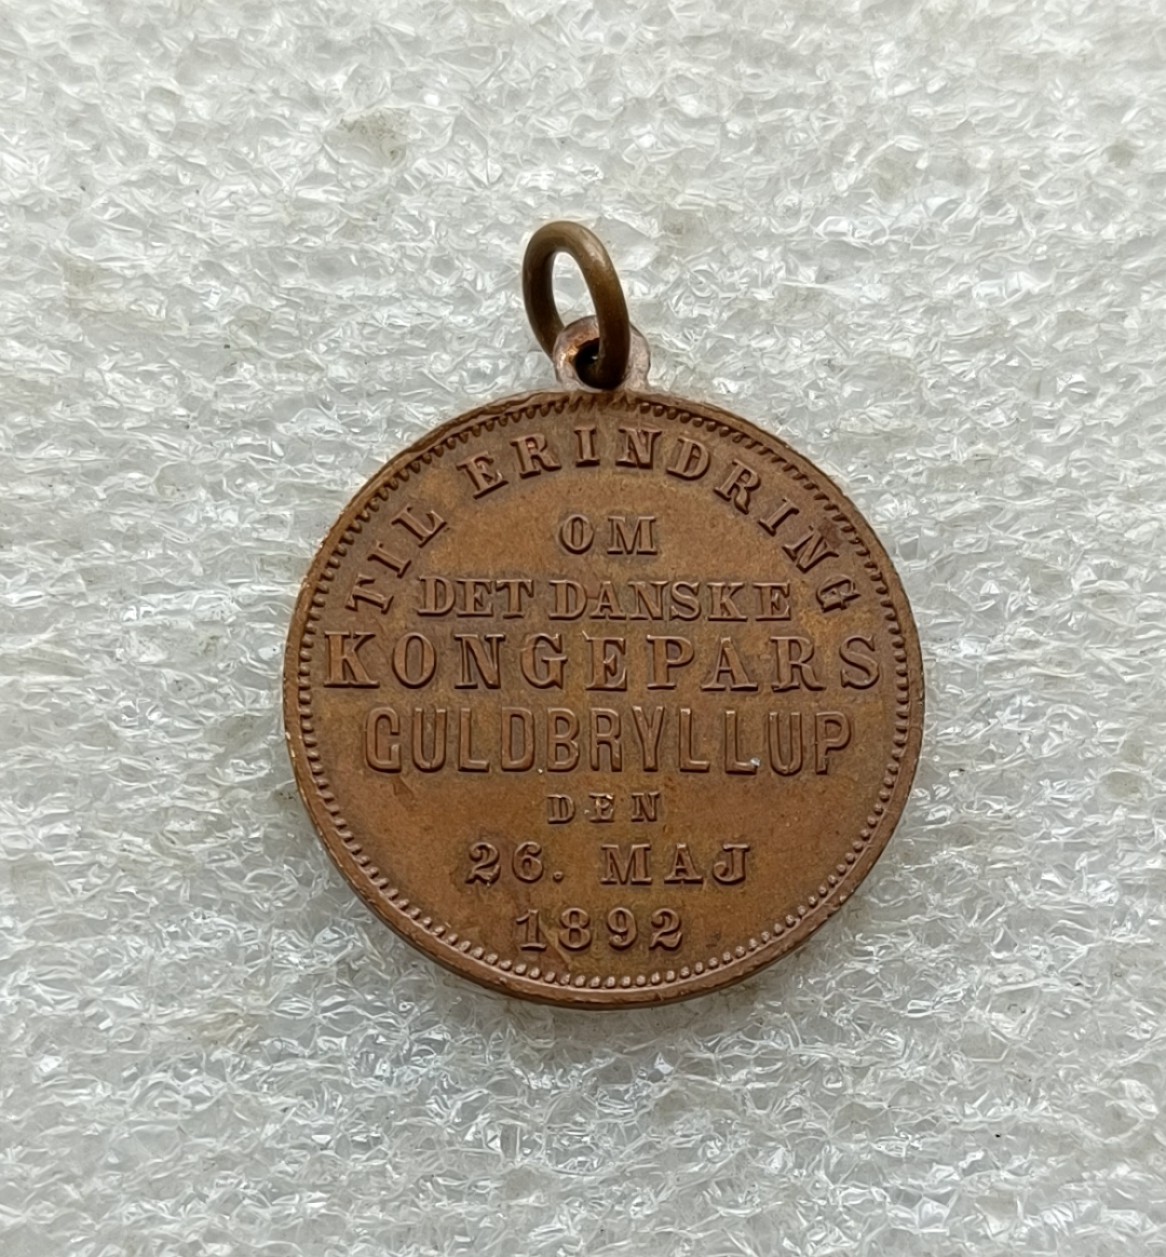 TIL ERINDRING
OM
DET DANSKE
KONGEPARS
GULDBRYLLUP
DEN
26. MAJ
1892